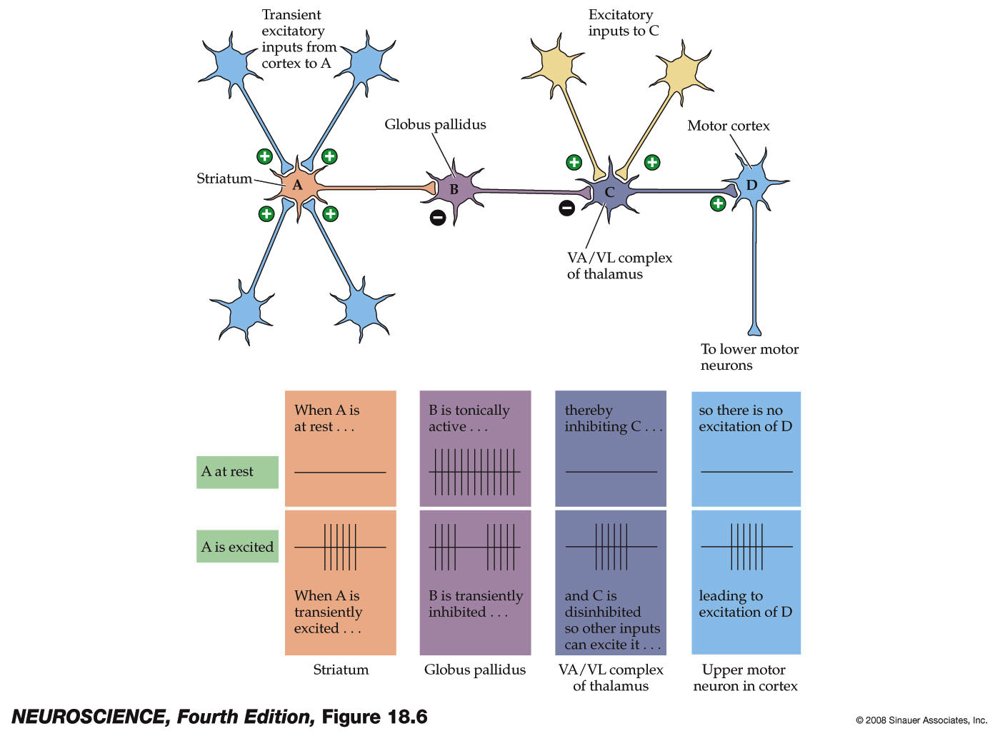 Transient
excitatory
inputs from
cortex to A
Excitatory
inputs to C
Globus pallidus
Motor cortex
Striatum
A
B
C
D
VA/VL complex
of thalamus
To lower motor
neurons
When A is
at rest . . .
B is tonically
active . . .
thereby
inhibiting C . . .
so there is no
excitation of D
A at rest
A is excited
When A is
transiently
excited . . .
B is transiently
inhibited . . .
and C is
disinhibited
so other inputs
can excite it . . .
leading to
excitation of D
Striatum
Globus pallidus
VA/VL complex
of thalamus
Upper motor
neuron in cortex
NEUROSCIENCE, Fourth Edition, Figure 18.6
© 2008 Sinauer Associates, Inc.